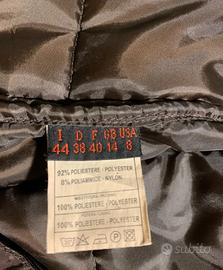 I D F GB USA
44 38 40 14 8
92% POLIESTERE - POLYESTER
8% POLIAMMIDE - NYLON
100% POLIESTERE - POLYESTER
100% POLIESTERE - POLYESTER
Subito